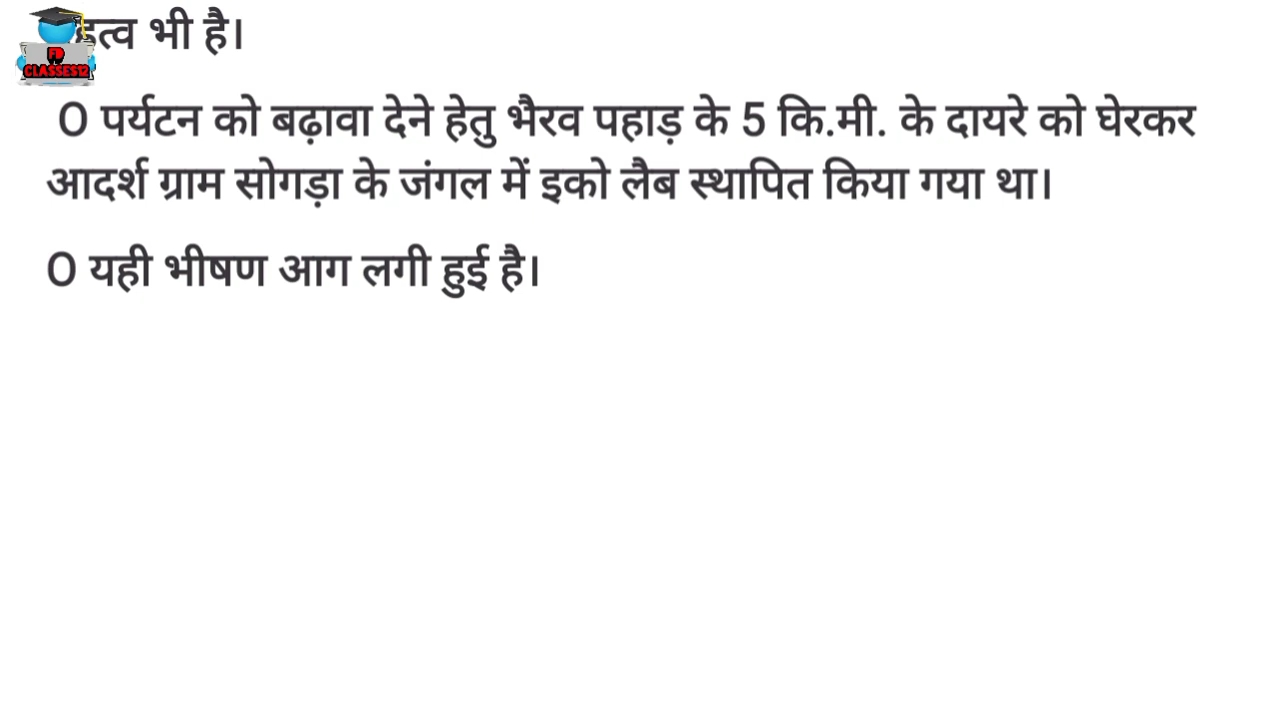 भी है।
FD
CLASSES12
O पर्यटन को बढ़ावा देने हेतु भैरव पहाड़ के 5 कि.मी. के दायरे को घेरकर
आदर्श ग्राम सोगड़ा के जंगल में इको लैब स्थापित किया गया था।
O यही भीषण आग लगी हुई है।